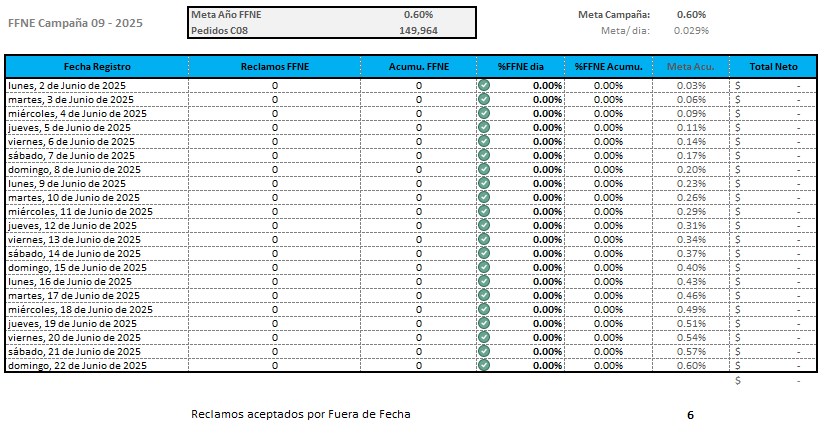 FFNE Campaña 09 - 2025
Meta Año FFNE 0.60%
Pedidos C08 149,964
Meta Campaña: 0.60%
Meta/ dia: 0.029%
Fecha Registro Reclamos FFNE Acumu. FFNE %FFNE dia %FFNE Acumu. Meta Acu. Total Neto
lunes, 2 de Junio de 2025 0 0 0.00% 0.00% 0.03% $ -
martes, 3 de Junio de 2025 0 0 0.00% 0.00% 0.06% $ -
miércoles, 4 de Junio de 2025 0 0 0.00% 0.00% 0.09% $ -
jueves, 5 de Junio de 2025 0 0 0.00% 0.00% 0.11% $ -
viernes, 6 de Junio de 2025 0 0 0.00% 0.00% 0.14% $ -
sábado, 7 de Junio de 2025 0 0 0.00% 0.00% 0.17% $ -
domingo, 8 de Junio de 2025 0 0 0.00% 0.00% 0.20% $ -
lunes, 9 de Junio de 2025 0 0 0.00% 0.00% 0.23% $ -
martes, 10 de Junio de 2025 0 0 0.00% 0.00% 0.26% $ -
miércoles, 11 de Junio de 2025 0 0 0.00% 0.00% 0.29% $ -
jueves, 12 de Junio de 2025 0 0 0.00% 0.00% 0.31% $ -
viernes, 13 de Junio de 2025 0 0 0.00% 0.00% 0.34% $ -
sábado, 14 de Junio de 2025 0 0 0.00% 0.00% 0.37% $ -
domingo, 15 de Junio de 2025 0 0 0.00% 0.00% 0.40% $ -
lunes, 16 de Junio de 2025 0 0 0.00% 0.00% 0.43% $ -
martes, 17 de Junio de 2025 0 0 0.00% 0.00% 0.46% $ -
miércoles, 18 de Junio de 2025 0 0 0.00% 0.00% 0.49% $ -
jueves, 19 de Junio de 2025 0 0 0.00% 0.00% 0.51% $ -
viernes, 20 de Junio de 2025 0 0 0.00% 0.00% 0.54% $ -
sábado, 21 de Junio de 2025 0 0 0.00% 0.00% 0.57% $ -
domingo, 22 de Junio de 2025 0 0 0.00% 0.00% 0.60% $ -
$ -
Reclamos aceptados por Fuera de Fecha 6